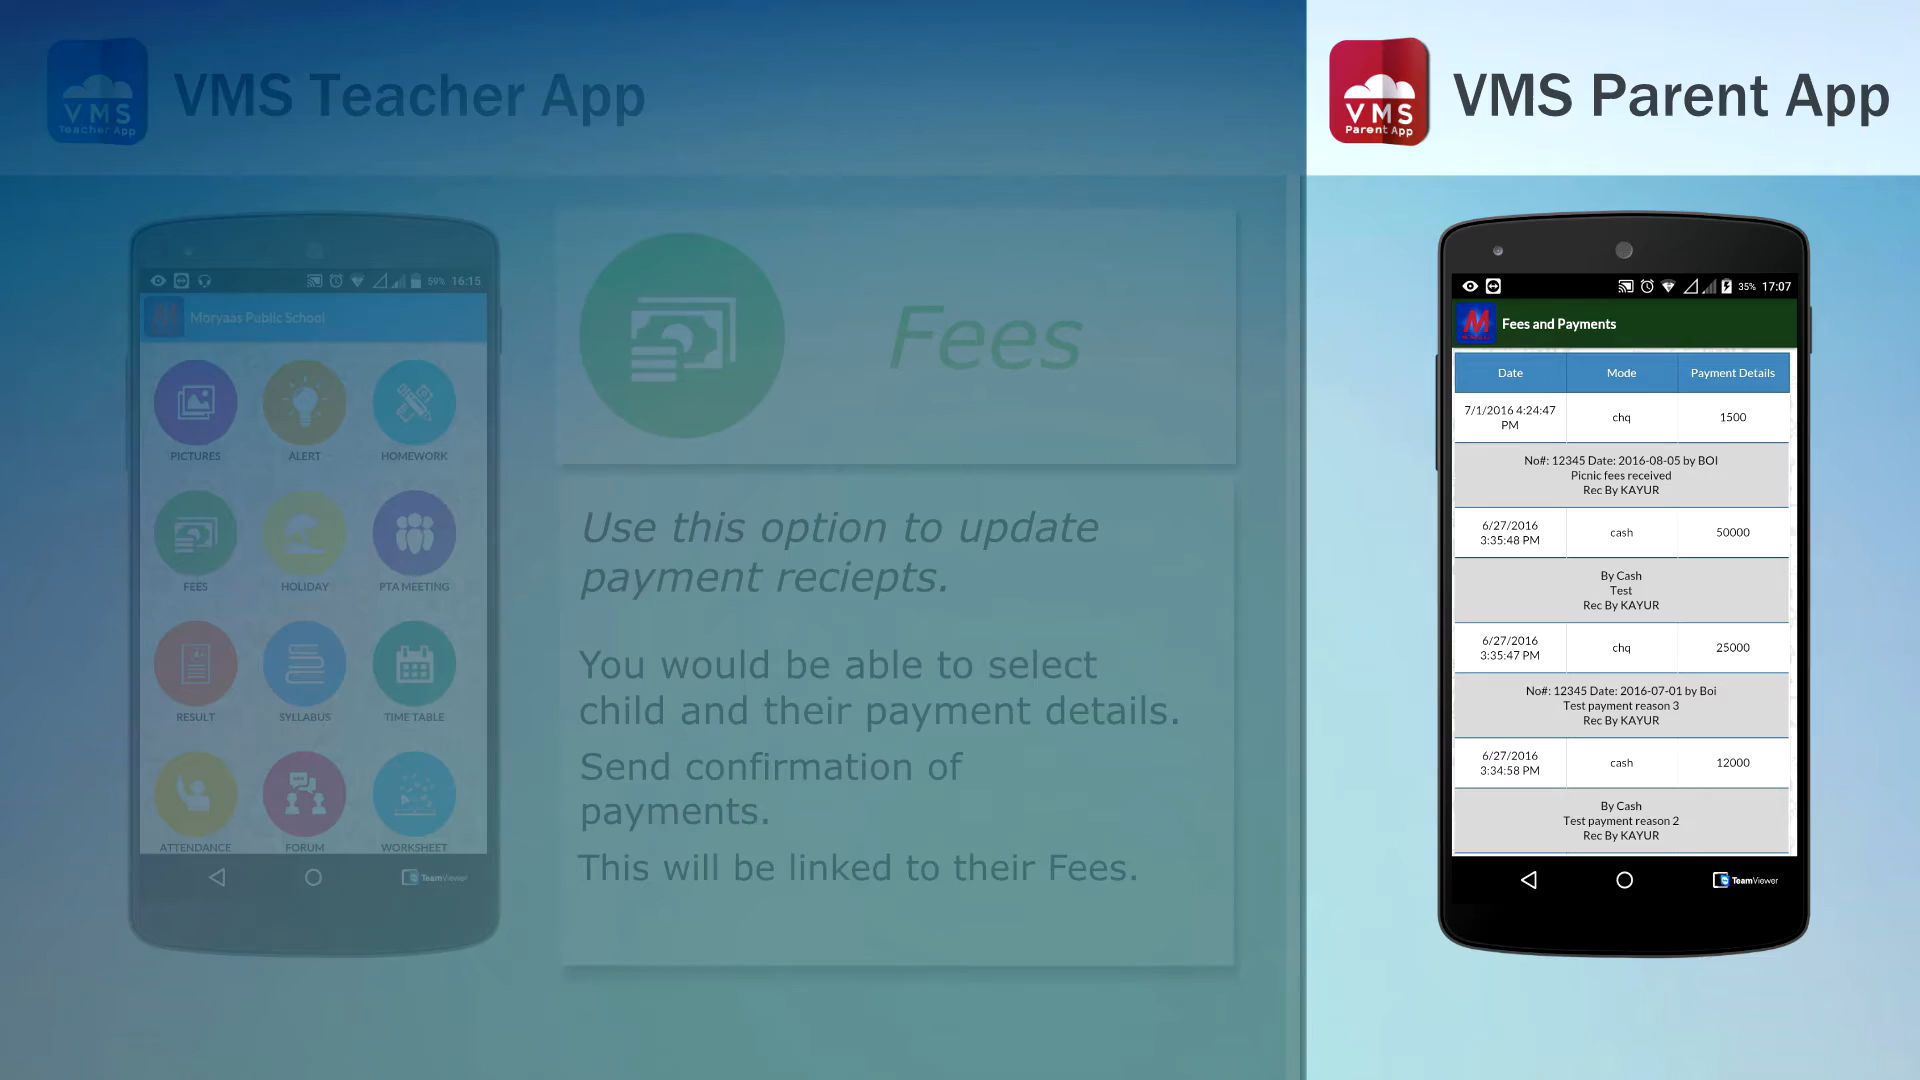 VMS
Teacher App
VMS Teacher App
VMS
Parent App
VMS Parent App
59% 16:15
Moryaas Public School
PICTURES
ALERT
HOMEWORK
FEES
HOLIDAY
PTA MEETING
RESULT
SYLLABUS
TIME TABLE
ATTENDANCE
FORUM
WORKSHEET
TeamViewer
Fees
Use this option to update
payment reciepts.
You would be able to select
child and their payment details.
Send confirmation of
payments.
This will be linked to their Fees.
35% 17:07
M
Fees and Payments
Date Mode Payment Details
7/1/2016 4:24:47
PM
chq
1500
No#: 12345 Date: 2016-08-05 by BOI
Picnic fees received
Rec By KAYUR
6/27/2016
3:35:48 PM
cash
50000
By Cash
Test
Rec By KAYUR
6/27/2016
3:35:47 PM
chq
25000
No#: 12345 Date: 2016-07-01 by Boi
Test payment reason 3
Rec By KAYUR
6/27/2016
3:34:58 PM
cash
12000
By Cash
Test payment reason 2
Rec By KAYUR
TeamViewer